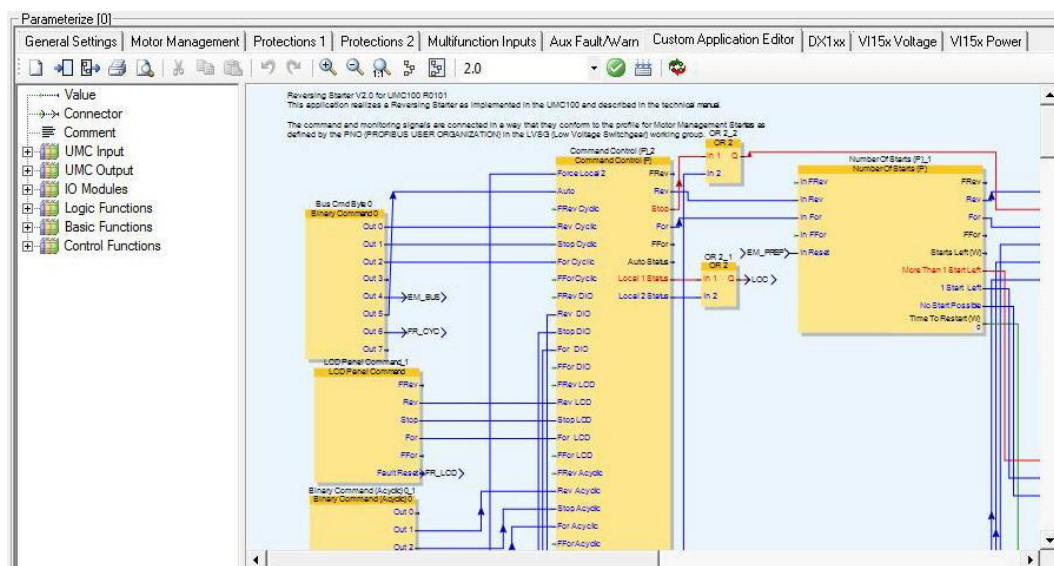 Parameterize [0]
General Settings
Motor Management
Protections 1
Protections 2
Multifunction Inputs
Aux Fault/Warn
Custom Application Editor
DX1xx
VI15x Voltage
VI15x Power
2.0
Value
Connector
Comment
UMC Input
UMC Output
IO Modules
Logic Functions
Basic Functions
Control Functions
Reversing Starter V2.0 for UMC100 R0101
This application realizes a Reversing Starter as implemented in the UMC100 and described in the technical manual.
The command and monitoring signals are connected in a way that they conform to the profile for Motor Management Startes as
defined by the PNO (PROFIBUS USER ORGANIZATION) in the LVSG (Low Voltage Switchgear) working group.
Bus Cmd Byte 0
Binary Command 0
Out 0
Out 1
Out 2
Out 3
Out 4
EM_BUS
Out 5
Out 6
FR_CYC
Out 7
LCD Panel Command_1
LCD Panel Command
FRev
Rev
Stop
For
FFor
Fault Reset
FR_LCD
Binary Command (Acyclic) 0_1
Binary Command (Acyclic) 0
Out 0
Out 1
Out 2
Command Control (P)_2
Command Control (P)
Force Local 2
FRev
Auto
Rev
FRev Cyclic
Stop
Rev Cyclic
For
Stop Cyclic
FFor
For Cyclic
Auto Status
FFor Cyclic
Local 1 Status
FRev DIO
Local 2 Status
Rev DIO
Stop DIO
For DIO
FFor DIO
FRev LCD
Rev LCD
Stop LCD
For LCD
FFor LCD
FRev Acyclic
Rev Acyclic
Stop Acyclic
For Acyclic
FFor Acyclic
OR 2_2
OR 2
In 1 Q
In 2
OR 2_1
OR 2
In 1 Q
LOC
In 2
EM_PREP
Number Of Starts (P)_1
Number Of Starts (P)
In FRev
FRev
In Rev
Rev
In For
For
In FFor
FFor
In Reset
Starts Left (W)
More Than 1 Start Left
1 Start Left
No Start Possible
Time To Restart (W)
0